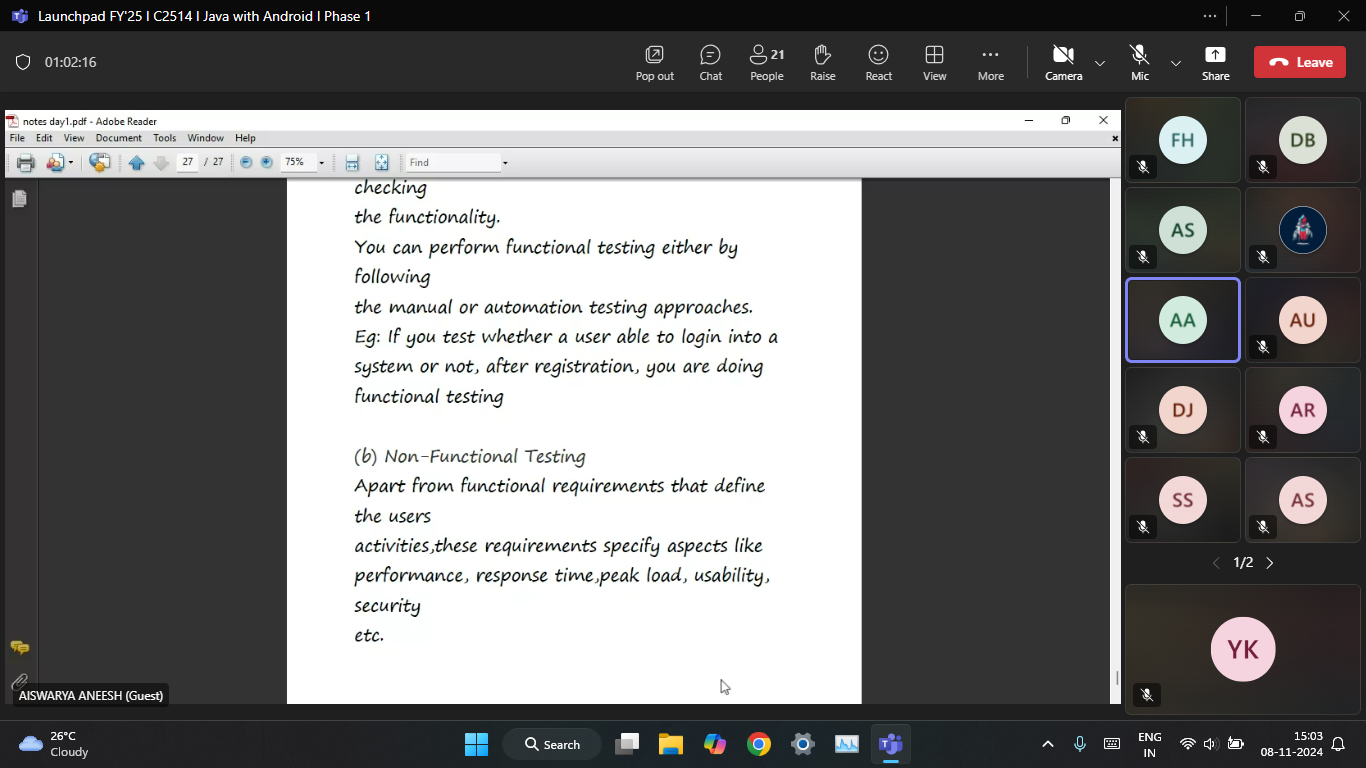 Launchpad FY'25 I C2514 I Java with Android I Phase 1
01:02:16
Pop out
Chat
21
People
Raise
React
View
More
Camera
Mic
Share
Leave
notes day1.pdf - Adobe Reader
File Edit View Document Tools Window Help
27 / 27
75%
Find
checking
the functionality.
You can perform functional testing either by
following
the manual or automation testing approaches.
Eg: If you test whether a user able to login into a
system or not, after registration, you are doing
functional testing
(b) Non-Functional Testing
Apart from functional requirements that define
the users
activities,these requirements specify aspects like
performance, response time,peak load, usability,
security
etc.
AISWARYA ANEESH (Guest)
FH
DB
AS
AA
AU
DJ
AR
SS
AS
1/2
YK
26°C
Cloudy
Search
ENG
IN
15:03
08-11-2024